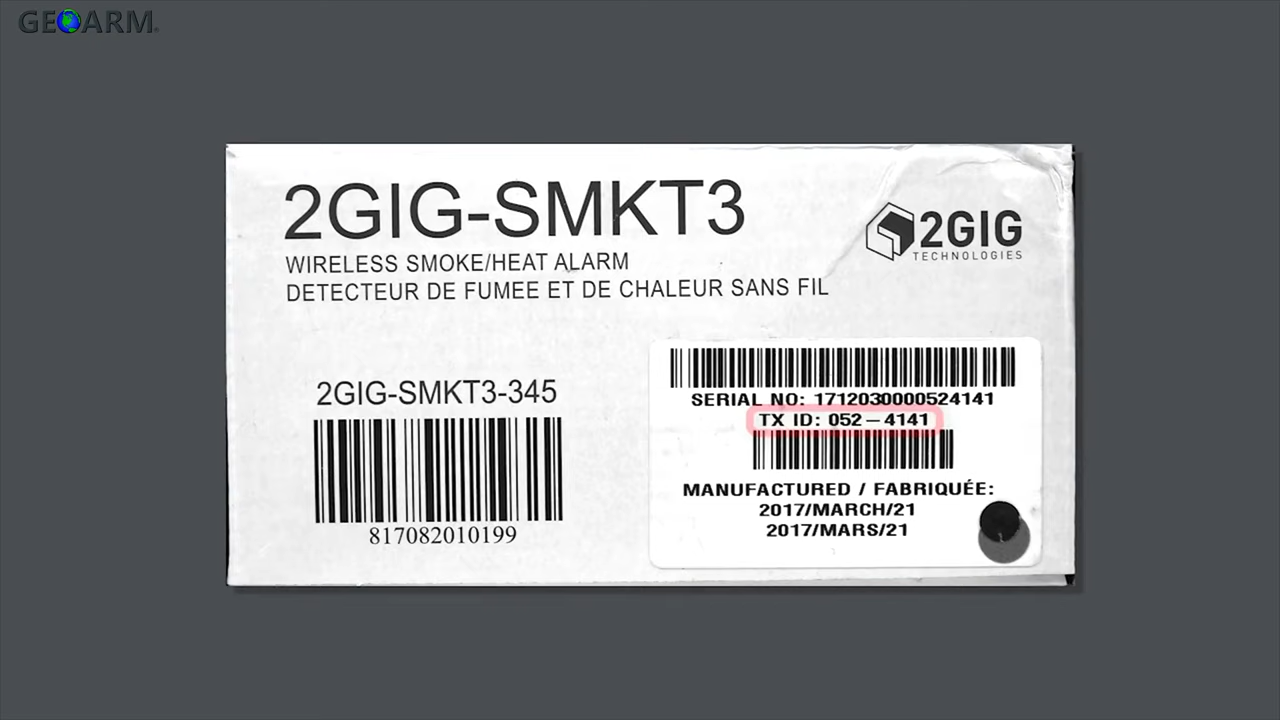 GEOARM
2GIG-SMKT3
WIRELESS SMOKE/HEAT ALARM
DETECTEUR DE FUMEE ET DE CHALEUR SANS FIL
2GIG
TECHNOLOGIES
2GIG-SMKT3-345
817082010199
SERIAL NO: 1712030000524141
TX ID: 052-4141
MANUFACTURED / FABRIQUÉE:
2017/MARCH/21
2017/MARS/21